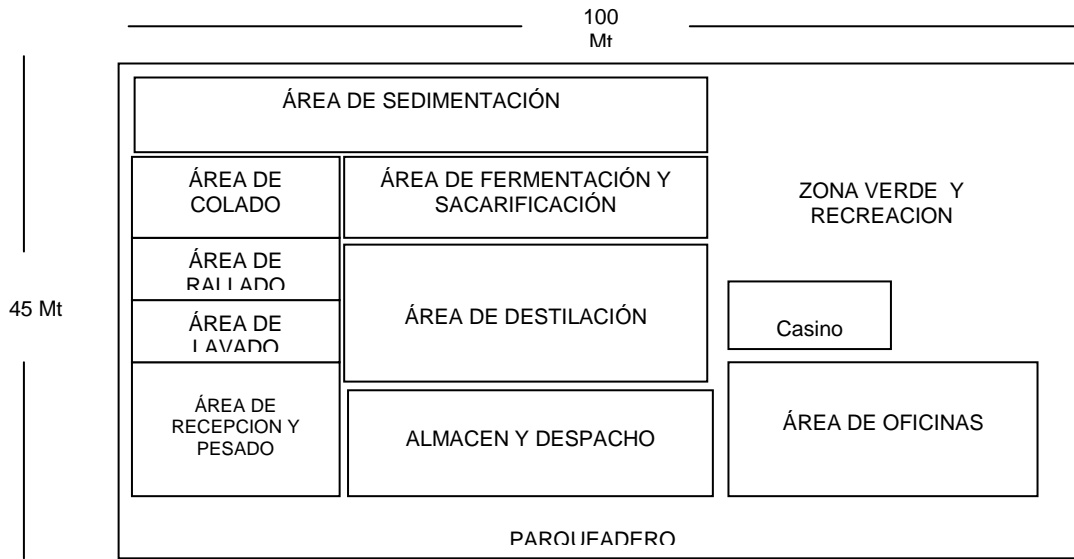 100
Mt
ÁREA DE SEDIMENTACIÓN
ÁREA DE
COLADO
ÁREA DE FERMENTACIÓN Y
SACARIFICACIÓN
ZONA VERDE Y
RECREACION
ÁREA DE
RALLADO
45 Mt
ÁREA DE
LAVADO
ÁREA DE DESTILACIÓN
Casino
ÁREA DE
RECEPCION Y
PESADO
ALMACEN Y DESPACHO
ÁREA DE OFICINAS
PARQUEADERO